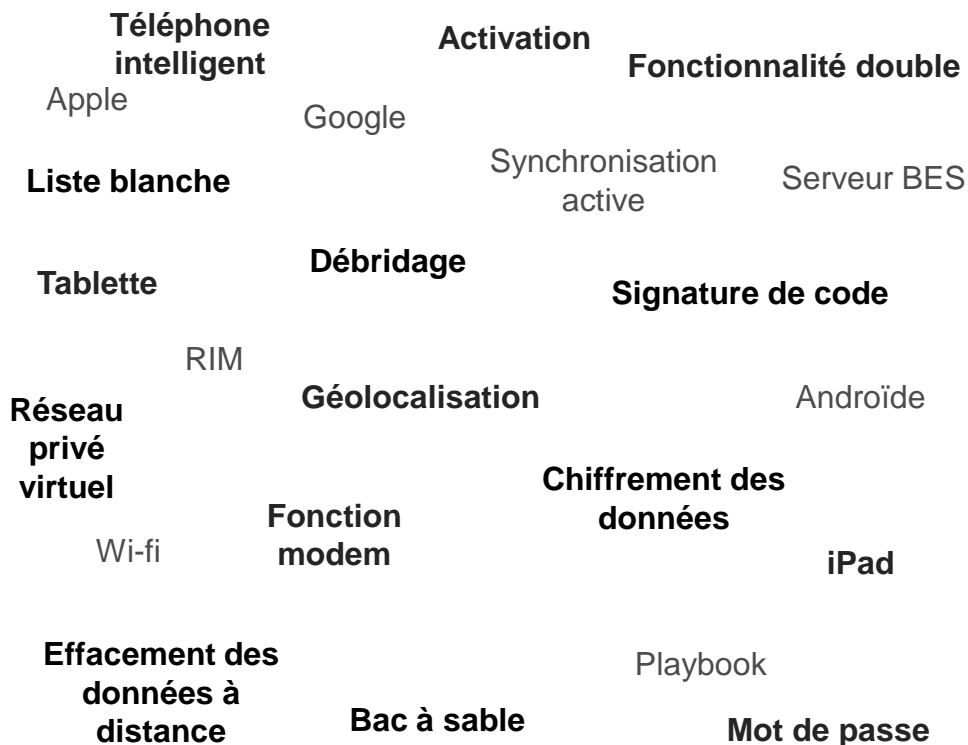 Téléphone
intelligent
Activation
Fonctionnalité double
Apple
Google
Synchronisation
active
Serveur BES
Liste blanche
Débridage
Tablette
Signature de code
RIM
Géolocalisation
Androïde
Réseau
privé
virtuel
Chiffrement des
données
Fonction
modem
Wi-fi
iPad
Effacement des
données à
distance
Playbook
Bac à sable
Mot de passe